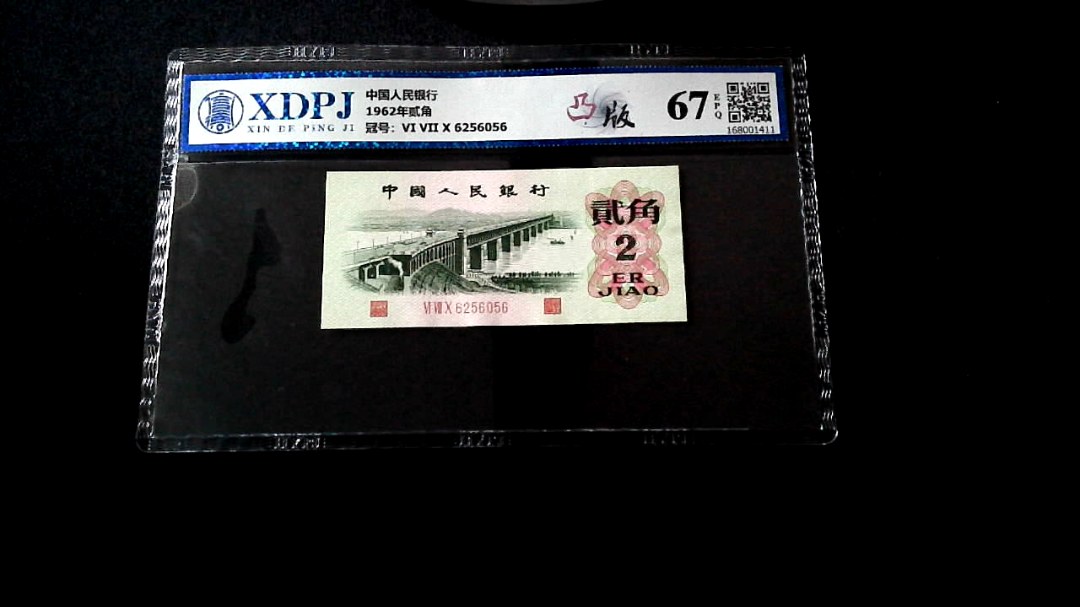 XDPJ
XIN DE PING JI
中国人民银行
1962年贰角
冠号: VI VII X 6256056
凸版
67
EPQ
168001411
中國人民銀行
貳角
2
ER
JIAO
VI VII X 6256056